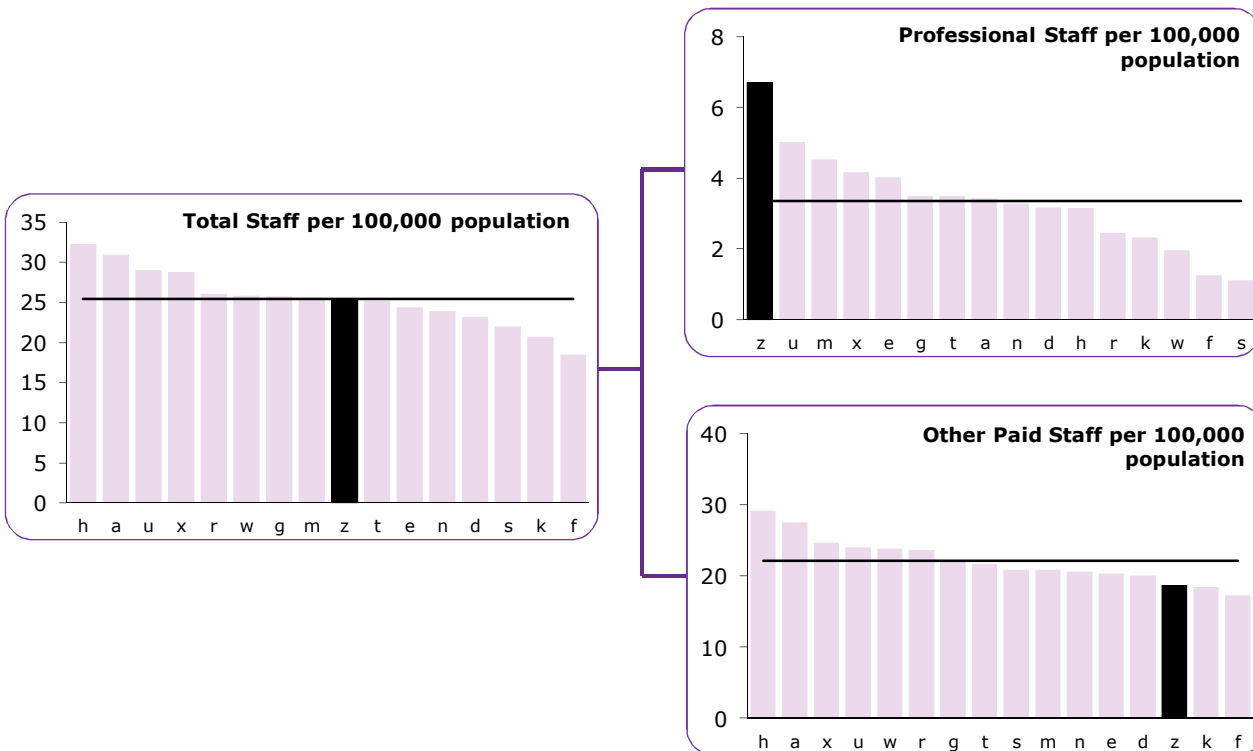 Total Staff per 100,000 population
35
30
25
20
15
10
5
0
h a u x r w g m z t e n d s k f
Professional Staff per 100,000
population
8
6
4
2
0
z u m x e g t a n d h r k w f s
Other Paid Staff per 100,000
population
40
30
20
10
0
h a x u w r g t s m n e d z k f